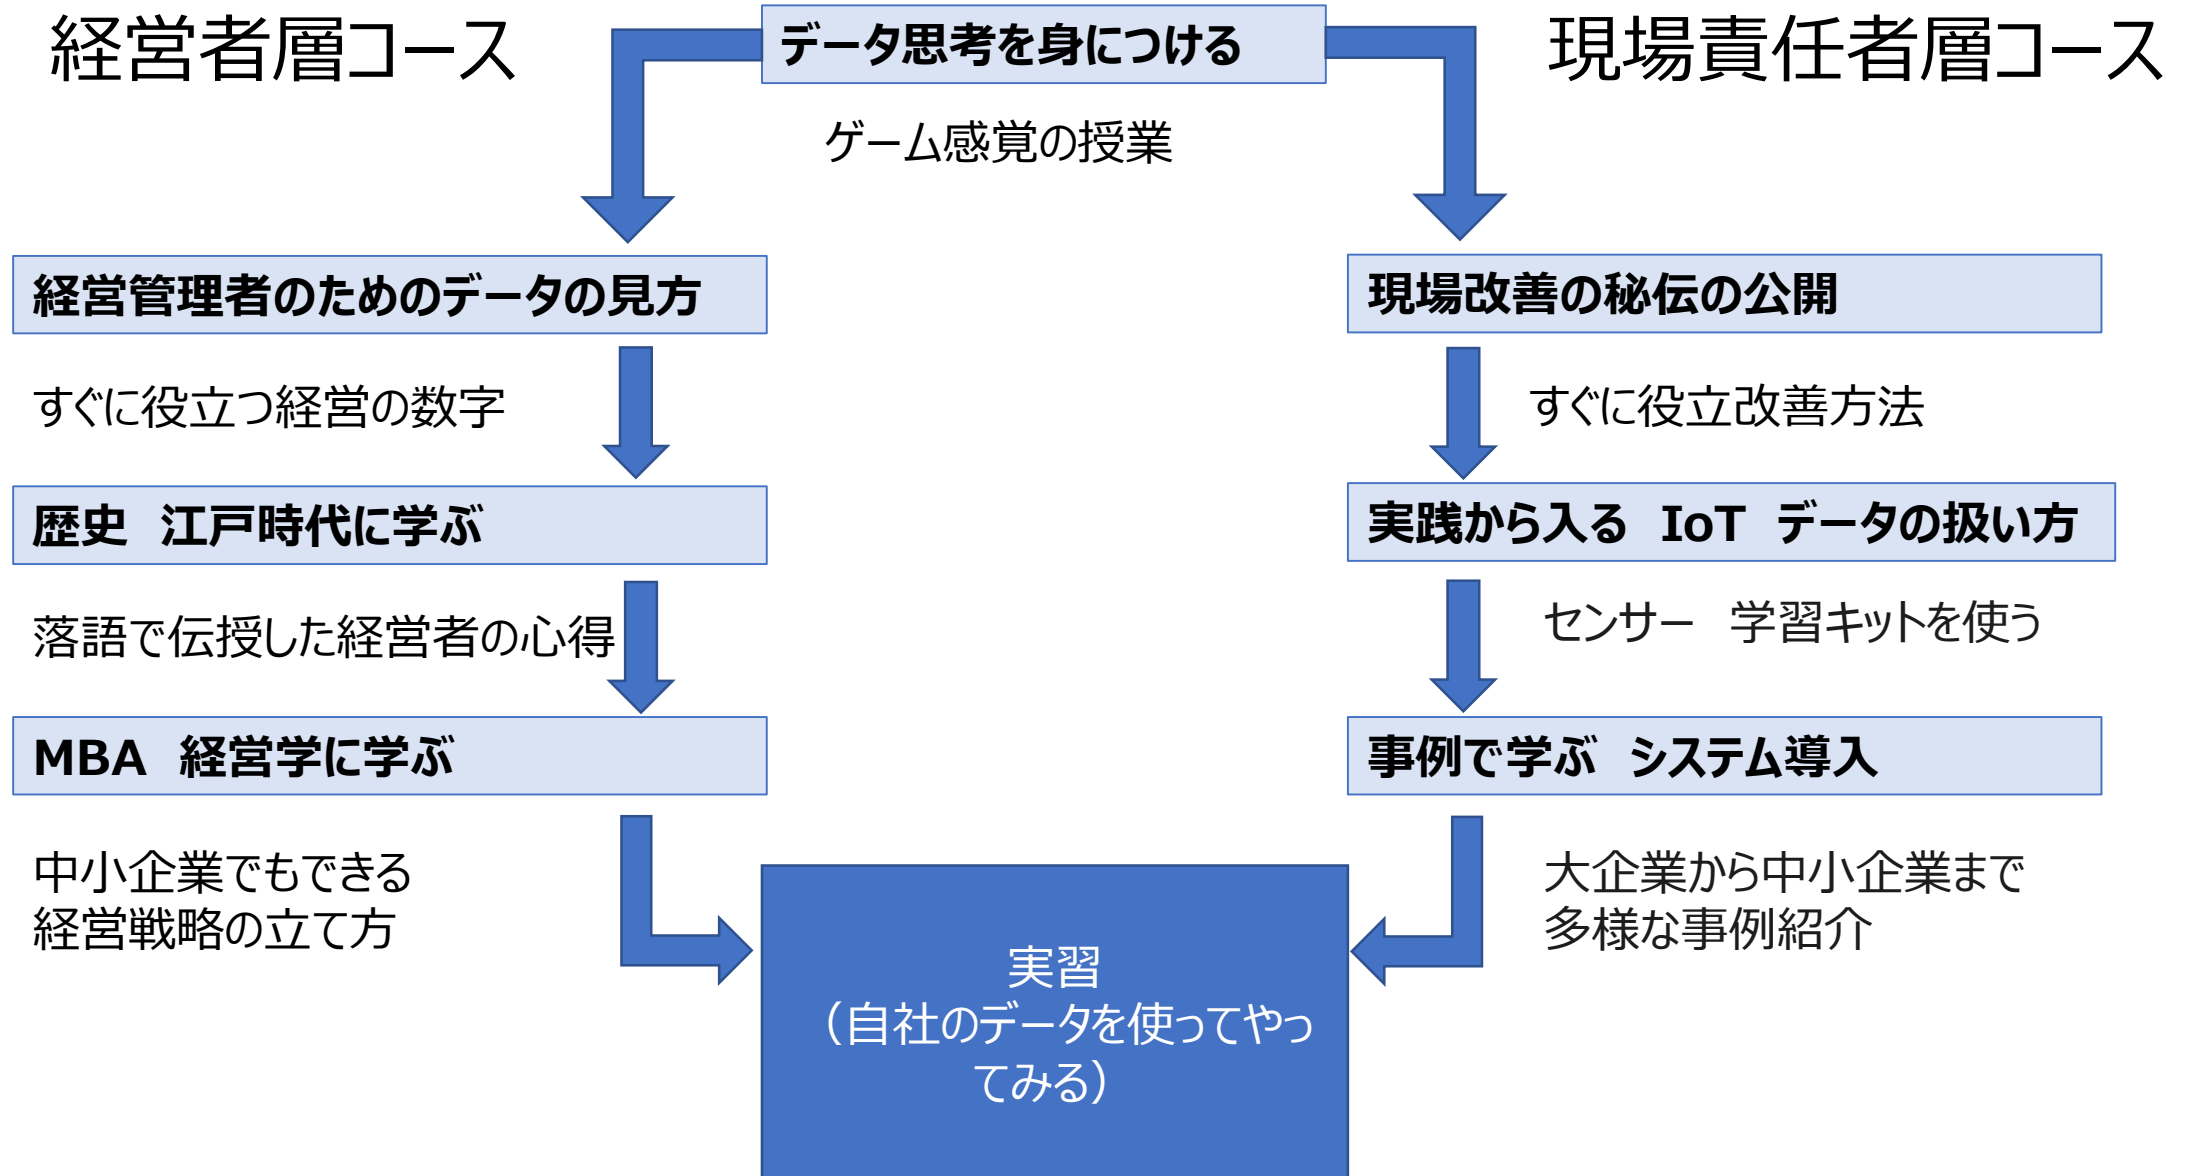 経営者層コース
データ思考を身につける
現場責任者層コース
ゲーム感覚の授業
経営管理者のためのデータの見方
現場改善の秘伝の公開
すぐに役立つ経営の数字
すぐに役立改善方法
歴史　江戸時代に学ぶ
実践から入る　IoT　データの扱い方
落語で伝授した経営者の心得
センサー　学習キットを使う
MBA　経営学に学ぶ
事例で学ぶ　システム導入
中小企業でもできる
経営戦略の立て方
大企業から中小企業まで
多様な事例紹介
実習
（自社のデータを使ってやっ
てみる）